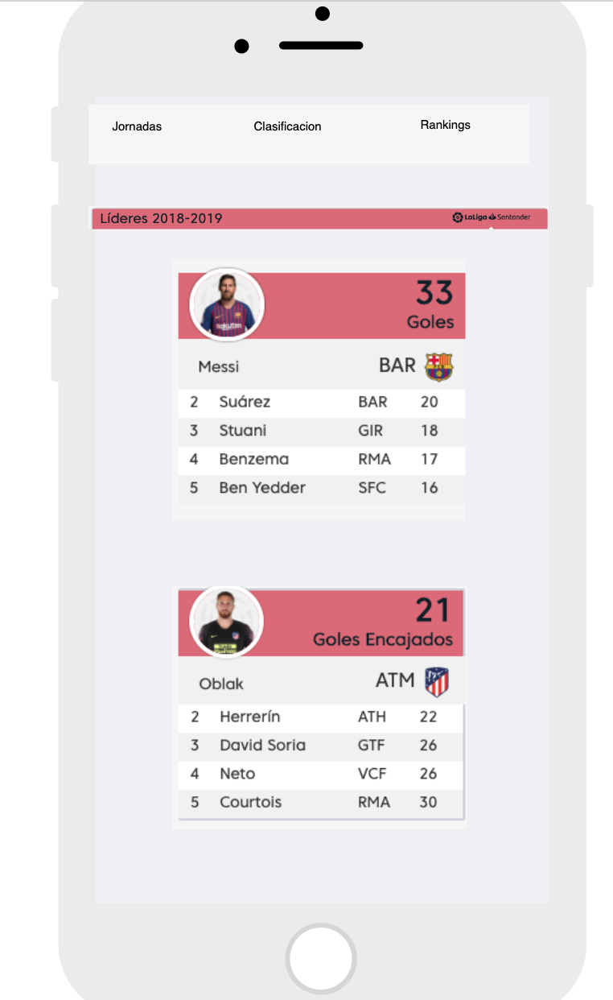 Jornadas Clasificacion Rankings
Líderes 2018-2019 LaLiga Santander
33
Goles
Messi BAR
2 Suárez BAR 20
3 Stuani GIR 18
4 Benzema RMA 17
5 Ben Yedder SFC 16
21
Goles Encajados
Oblak ATM
2 Herrerín ATH 22
3 David Soria GTF 26
4 Neto VCF 26
5 Courtois RMA 30